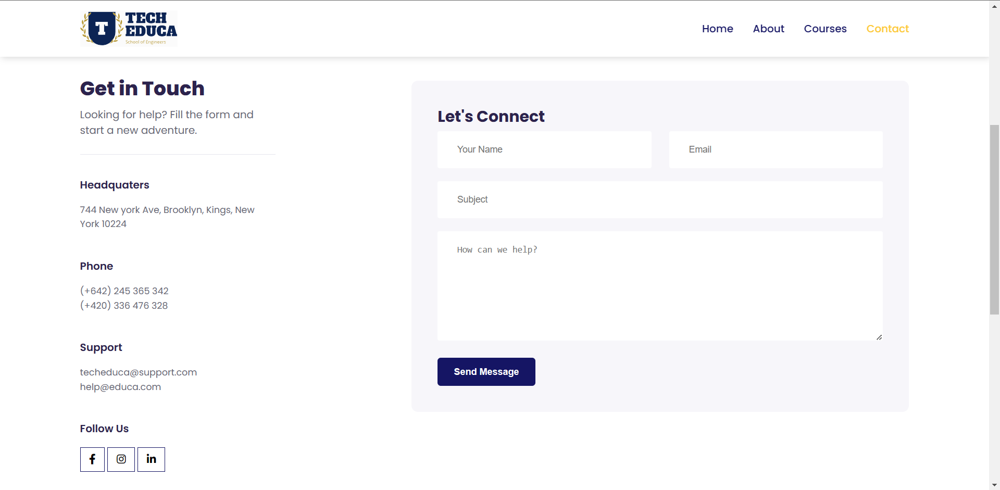 T
TECH
EDUCA
School of Engineers
Home About Courses Contact
Get in Touch
Looking for help? Fill the form and
start a new adventure.
Headquaters
744 New york Ave, Brooklyn, Kings, New
York 10224
Phone
(+642) 245 365 342
(+420) 336 476 328
Support
techeduca@support.com
help@educa.com
Follow Us
Let's Connect
Your Name
Email
Subject
How can we help?
Send Message